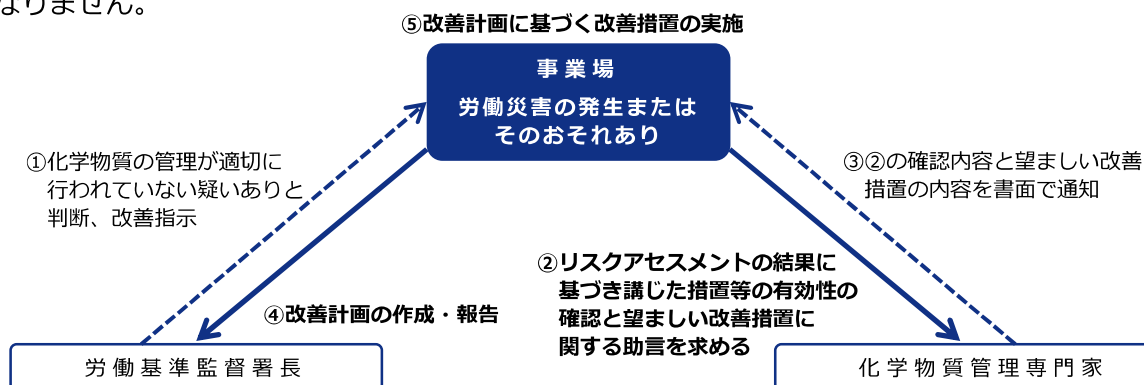 なりません。
⑤改善計画に基づく改善措置の実施
事業場
労働災害の発生または
そのおそれあり
①化学物質の管理が適切に
行われていない疑いありと
判断、改善指示
③②の確認内容と望ましい改善
措置の内容を書面で通知
②リスクアセスメントの結果に
基づき講じた措置等の有効性の
確認と望ましい改善措置に
関する助言を求める
④改善計画の作成・報告
労働基準監督署長
化学物質管理専門家